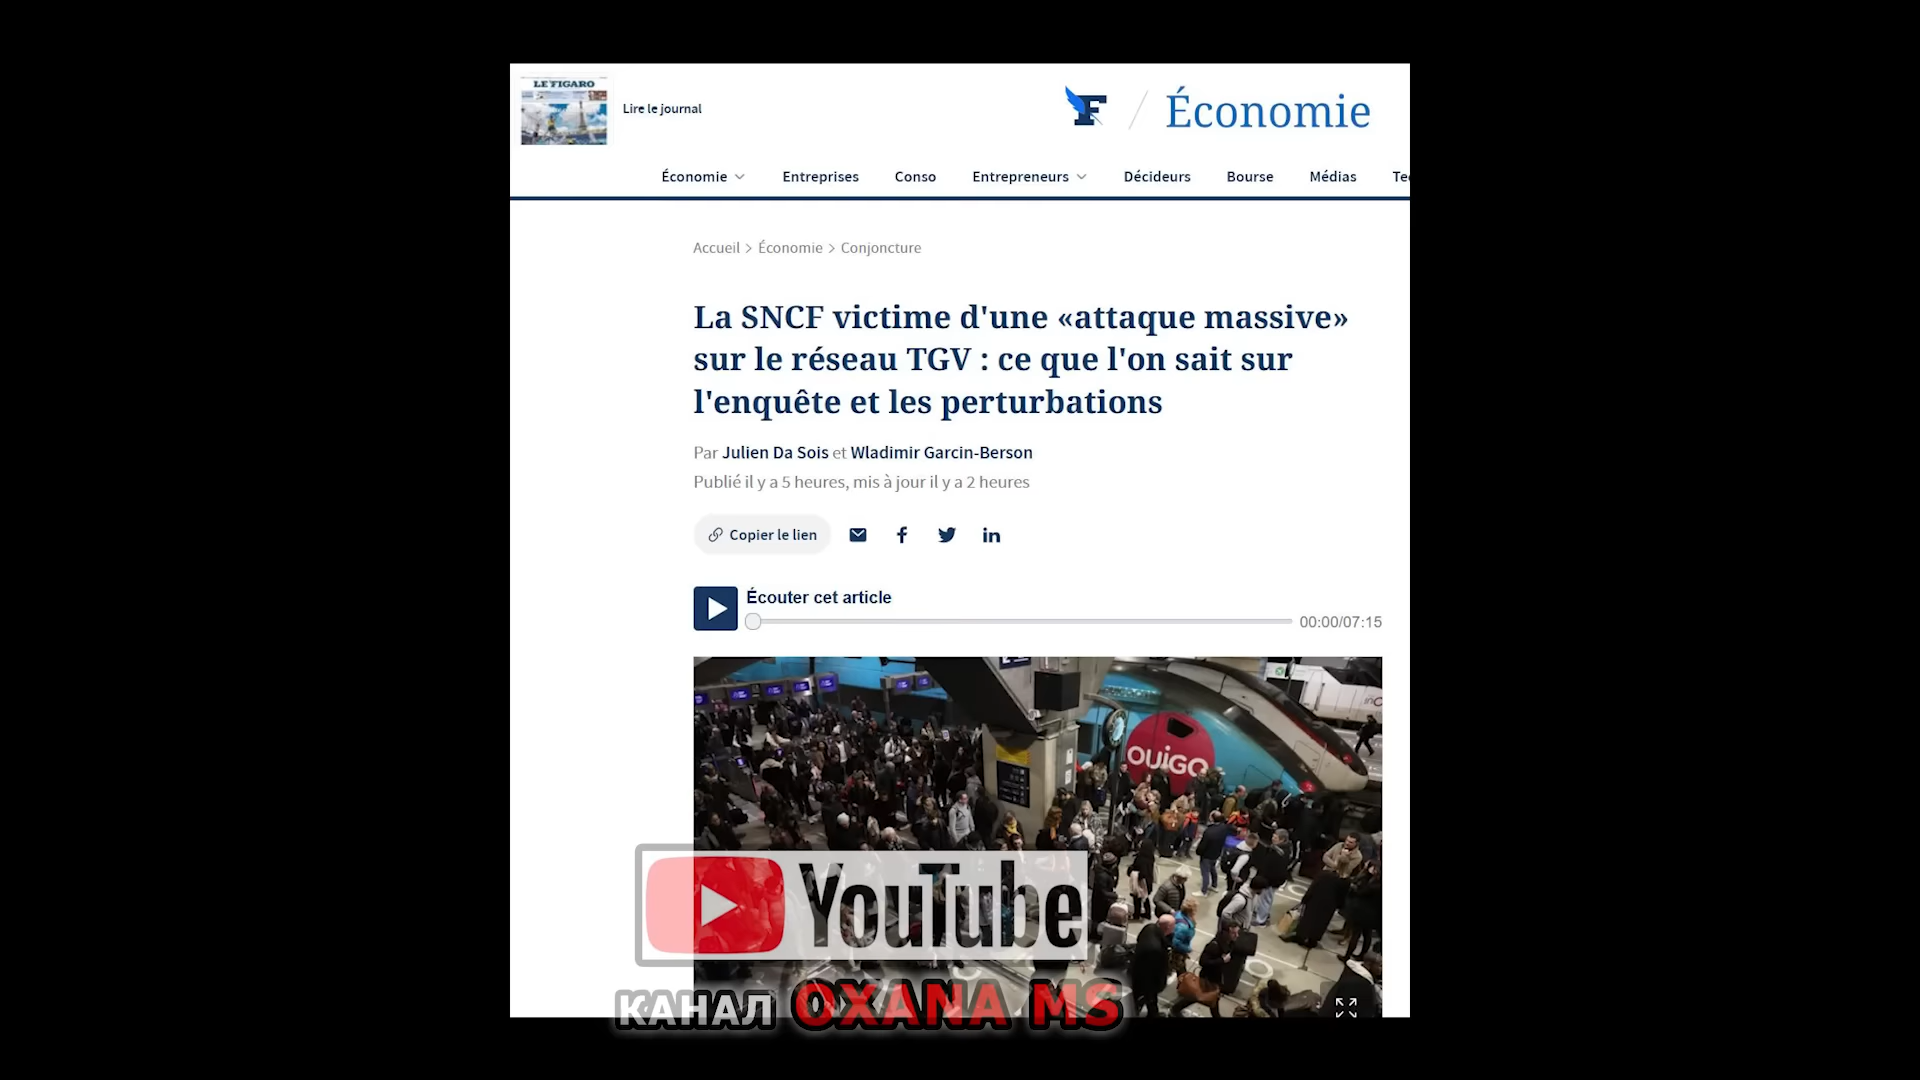 LE FIGARO
Lire le journal
F / Économie
Économie
Entreprises
Conso
Entrepreneurs
Décideurs
Bourse
Médias
Accueil > Économie > Conjoncture
La SNCF victime d'une «attaque massive»
sur le réseau TGV : ce que l'on sait sur
l'enquête et les perturbations
Par Julien Da Sois et Wladimir Garcin-Berson
Publié il y a 5 heures, mis à jour il y a 2 heures
Copier le lien
Écouter cet article
00:00/07:15
OUIGO
YouTube
КАНАЛ OXANA MS